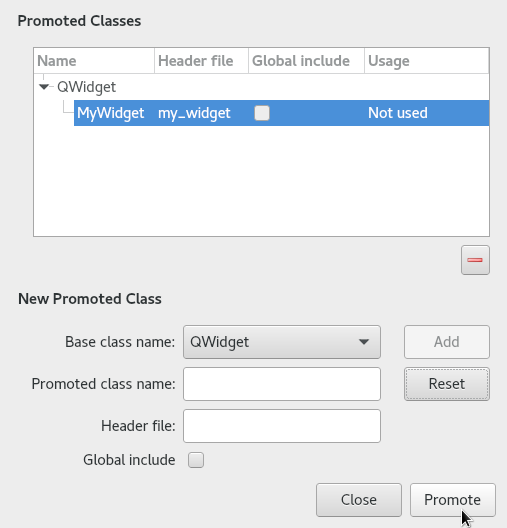 Promoted Classes
Name Header file Global include Usage
QWidget
MyWidget my_widget Not used
New Promoted Class
Base class name: QWidget Add
Promoted class name: Reset
Header file:
Global include
Close Promote